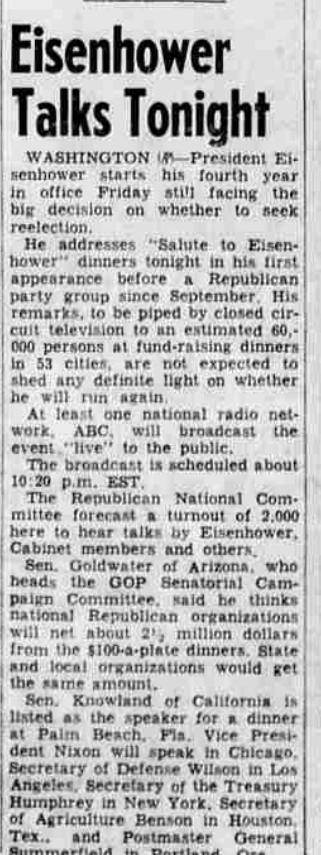 Eisenhower
Talks Tonight
WASHINGTON (AP)—President Ei-
senhower starts his fourth year
in office Friday still facing the
big decision on whether to seek
reelection.
He addresses "Salute to Eisen-
hower" dinners tonight in his first
appearance before a Republican
party group since September. His
remarks, to be piped by closed cir-
cuit television to an estimated 60,-
000 persons at fund-raising dinners
in 53 cities, are not expected to
shed any definite light on whether
he will run again.
At least one national radio net-
work, ABC, will broadcast the
event "live" to the public.
The broadcast is scheduled about
10:20 p.m. EST.
The Republican National Com-
mittee forecast a turnout of 2,000
here to hear talks by Eisenhower,
Cabinet members and others.
Sen. Goldwater of Arizona, who
heads the GOP Senatorial Cam-
paign Committee, said he thinks
national Republican organizations
will net about 2½ million dollars
from the $100-a-plate dinners. State
and local organizations would get
the same amount.
Sen. Knowland of California is
listed as the speaker for a dinner
at Palm Beach, Fla. Vice Presi-
dent Nixon will speak in Chicago,
Secretary of Defense Wilson in Los
Angeles, Secretary of the Treasury
Humphrey in New York, Secretary
of Agriculture Benson in Houston,
Tex., and Postmaster General
Summerfield in Portland, Ore.